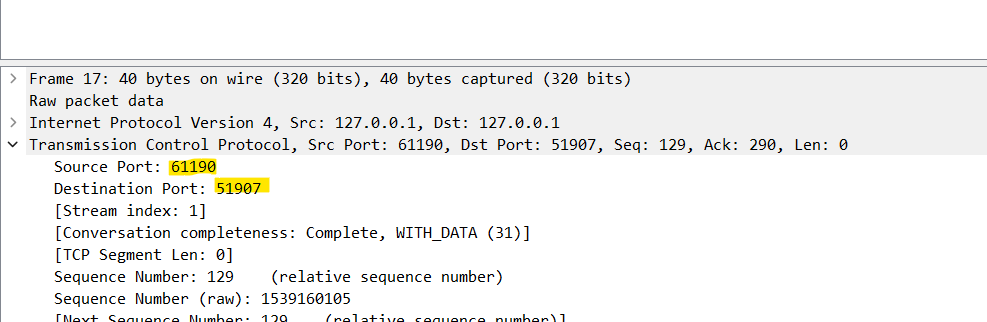 Frame 17: 40 bytes on wire (320 bits), 40 bytes captured (320 bits)
Raw packet data
Internet Protocol Version 4, Src: 127.0.0.1, Dst: 127.0.0.1
Transmission Control Protocol, Src Port: 61190, Dst Port: 51907, Seq: 129, Ack: 290, Len: 0
Source Port: 61190
Destination Port: 51907
[Stream index: 1]
[Conversation completeness: Complete, WITH_DATA (31)]
[TCP Segment Len: 0]
Sequence Number: 129    (relative sequence number)
Sequence Number (raw): 1539160105
[Next Sequence Number: 129    (relative sequence number)]